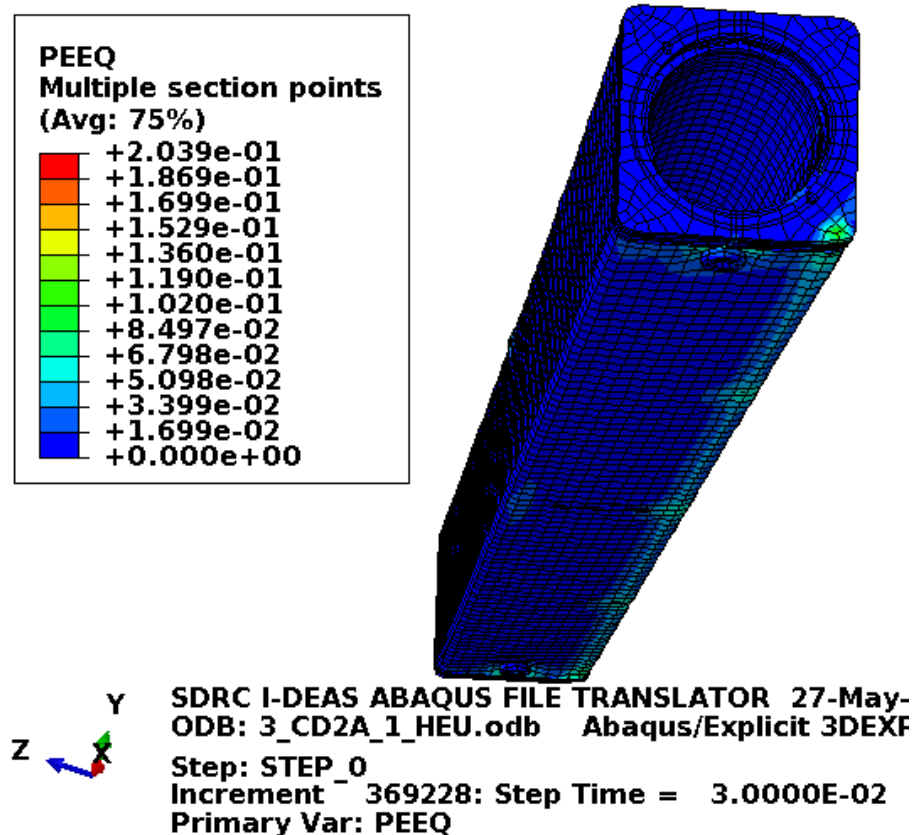 PEEQ
Multiple section points
(Avg: 75%)
+2.039e-01
+1.869e-01
+1.699e-01
+1.529e-01
+1.360e-01
+1.190e-01
+1.020e-01
+8.497e-02
+6.798e-02
+5.098e-02
+3.399e-02
+1.699e-02
+0.000e+00
Y
Z
X
SDRC I-DEAS ABAQUS FILE TRANSLATOR 27-May-
ODB: 3_CD2A_1_HEU.odb Abaqus/Explicit 3DEXP
Step: STEP_0
Increment 369228: Step Time = 3.0000E-02
Primary Var: PEEQ